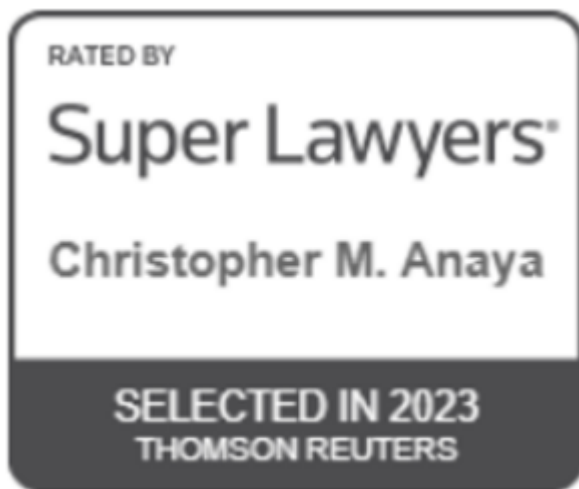 RATED BY
Super Lawyers®
Christopher M. Anaya
SELECTED IN 2023
THOMSON REUTERS